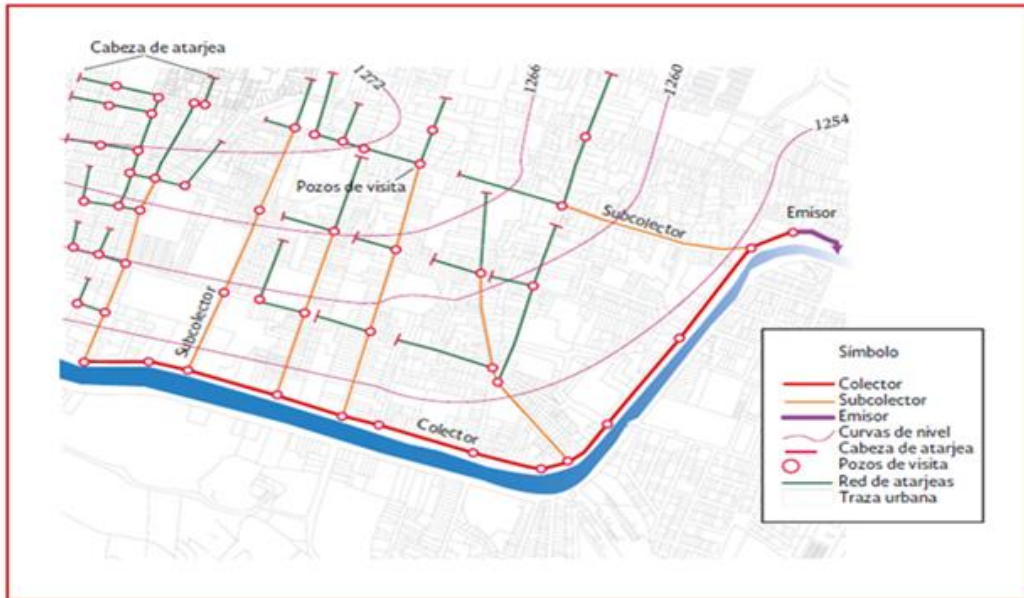 Cabeza de atarjea
1272
1266
1260
1254
Pozos de visita
Subcolector
Emisor
Subcolector
Colector
Símbolo
Colector
Subcolector
Emisor
Curvas de nivel
Cabeza de atarjea
Pozos de visita
Red de atarjeas
Traza urbana